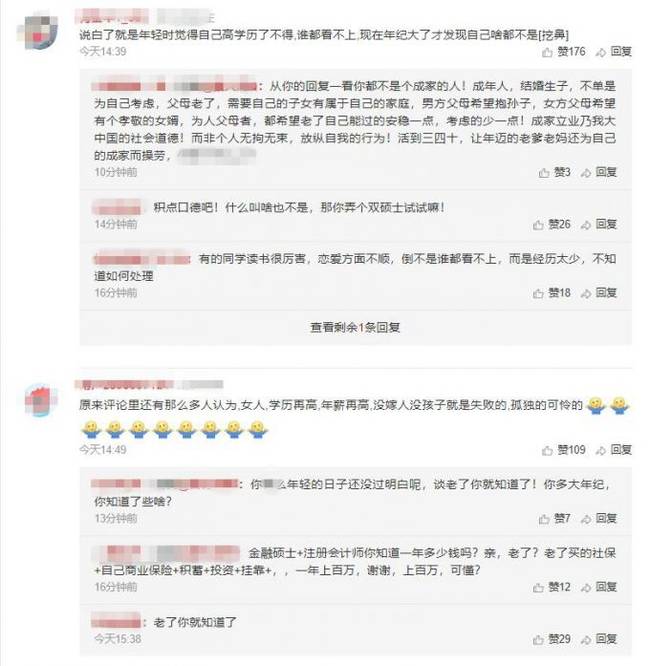 说白了就是年轻时觉得自己高学历了不得,谁都看不上,现在年纪大了才发现自己啥都不是[挖鼻]
今天14:39
赞176
回复
：从你的回复一看你都不是个成家的人！成年人，结婚生子，不单是
为自己考虑，父母老了，需要自己的子女有属于自己的家庭，男方父母希望抱孙子，女方父母希望
有个孝敬的女婿，为人父母者，都希望老了自己能过的安稳一点，考虑的少一点！成家立业乃我大
中国的社会道德！而非个人无拘无束，放纵自我的行为！活到三四十，让年迈的老爹老妈还为自己
的成家而操劳，
10分钟前
赞3
回复
积点口德吧！什么叫啥也不是，那你弄个双硕士试试嘛！
14分钟前
赞26
回复
：有的同学读书很厉害，恋爱方面不顺，倒不是谁都看不上，而是经历太少，不知
道如何处理
16分钟前
赞18
回复
查看剩余1条回复
原来评论里还有那么多人认为,女人,学历再高,年薪再高,没嫁人没孩子就是失败的,孤独的可怜的
今天14:49
赞109
回复
：你 么年轻的日子还没过明白呢，谈老了你就知道了！你多大年纪，
你知道了些啥？
13分钟前
赞7
回复
金融硕士+注册会计师你知道一年多少钱吗？亲，老了？老了买的社保
+自己商业保险+积蓄+投资+挂靠+，，一年上百万，谢谢，上百万，可懂？
16分钟前
赞12
回复
：老了你就知道了
今天15:38
赞29
回复